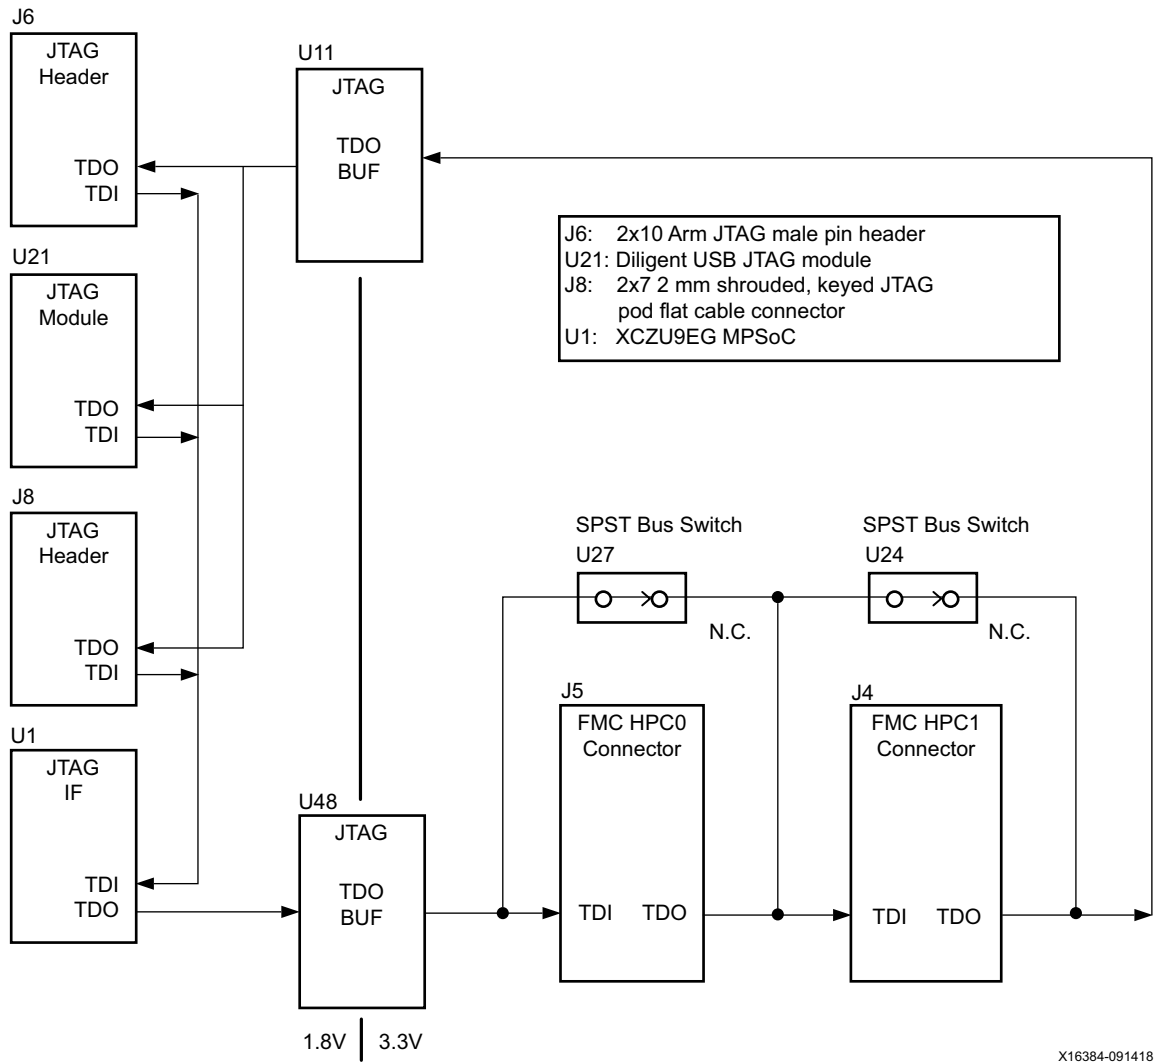 J6
JTAG
Header
TDO
TDI
U11
JTAG
TDO
BUF
J6: 2x10 Arm JTAG male pin header
U21: Diligent USB JTAG module
J8: 2x7 2 mm shrouded, keyed JTAG
pod flat cable connector
U1: XCZU9EG MPSoC
U21
JTAG
Module
TDO
TDI
J8
JTAG
Header
TDO
TDI
SPST Bus Switch
U27
N.C.
SPST Bus Switch
U24
N.C.
U1
JTAG
IF
TDI
TDO
U48
JTAG
TDO
BUF
J5
FMC HPC0
Connector
TDI TDO
J4
FMC HPC1
Connector
TDI TDO
1.8V 3.3V
X16384-091418